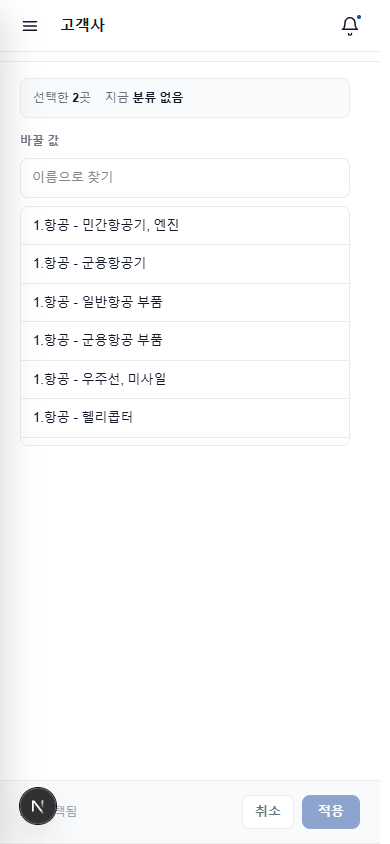 고객사
선택한 2곳 지금 분류 없음
바꿀 값
이름으로 찾기
1.항공 - 민간항공기, 엔진
1.항공 - 군용항공기
1.항공 - 일반항공 부품
1.항공 - 군용항공 부품
1.항공 - 우주선, 미사일
1.항공 - 헬리콥터
N 택됨 취소 적용